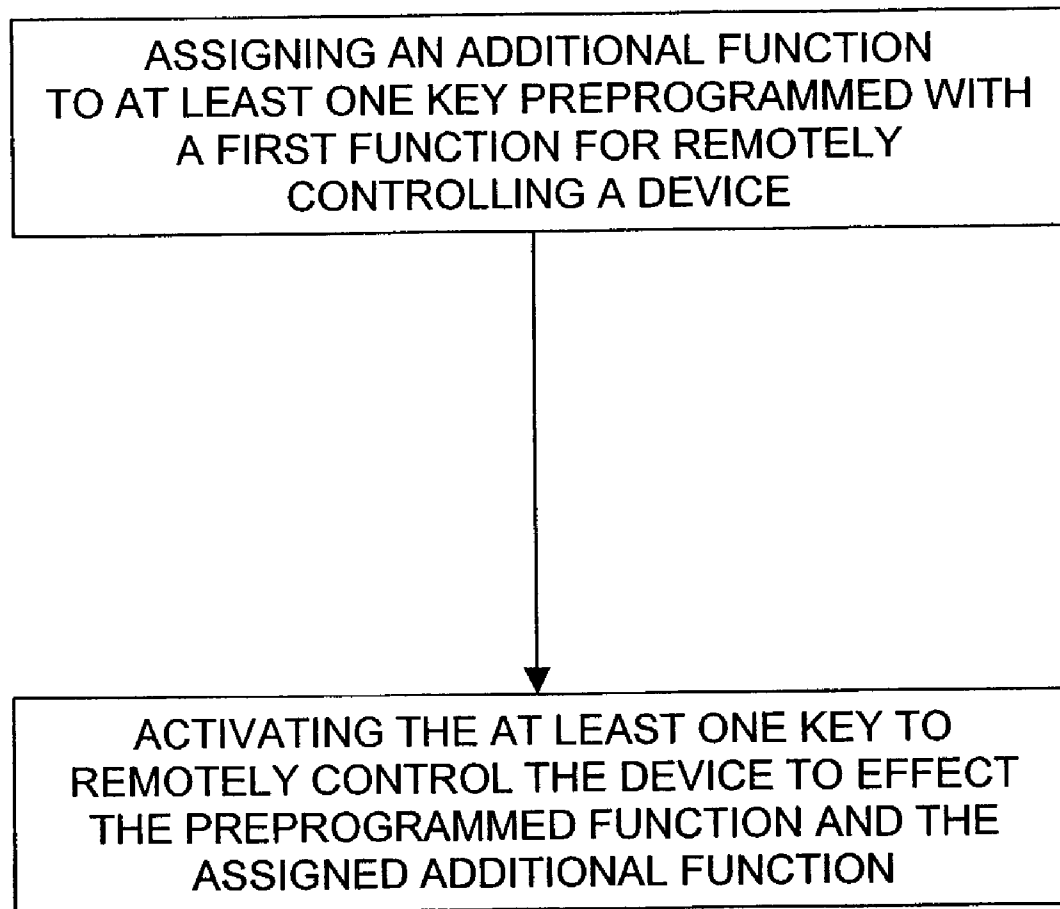 ASSIGNING AN ADDITIONAL FUNCTION
TO AT LEAST ONE KEY PREPROGRAMMED WITH
A FIRST FUNCTION FOR REMOTELY
CONTROLLING A DEVICE
ACTIVATING THE AT LEAST ONE KEY TO
REMOTELY CONTROL THE DEVICE TO EFFECT
THE PREPROGRAMMED FUNCTION AND THE
ASSIGNED ADDITIONAL FUNCTION